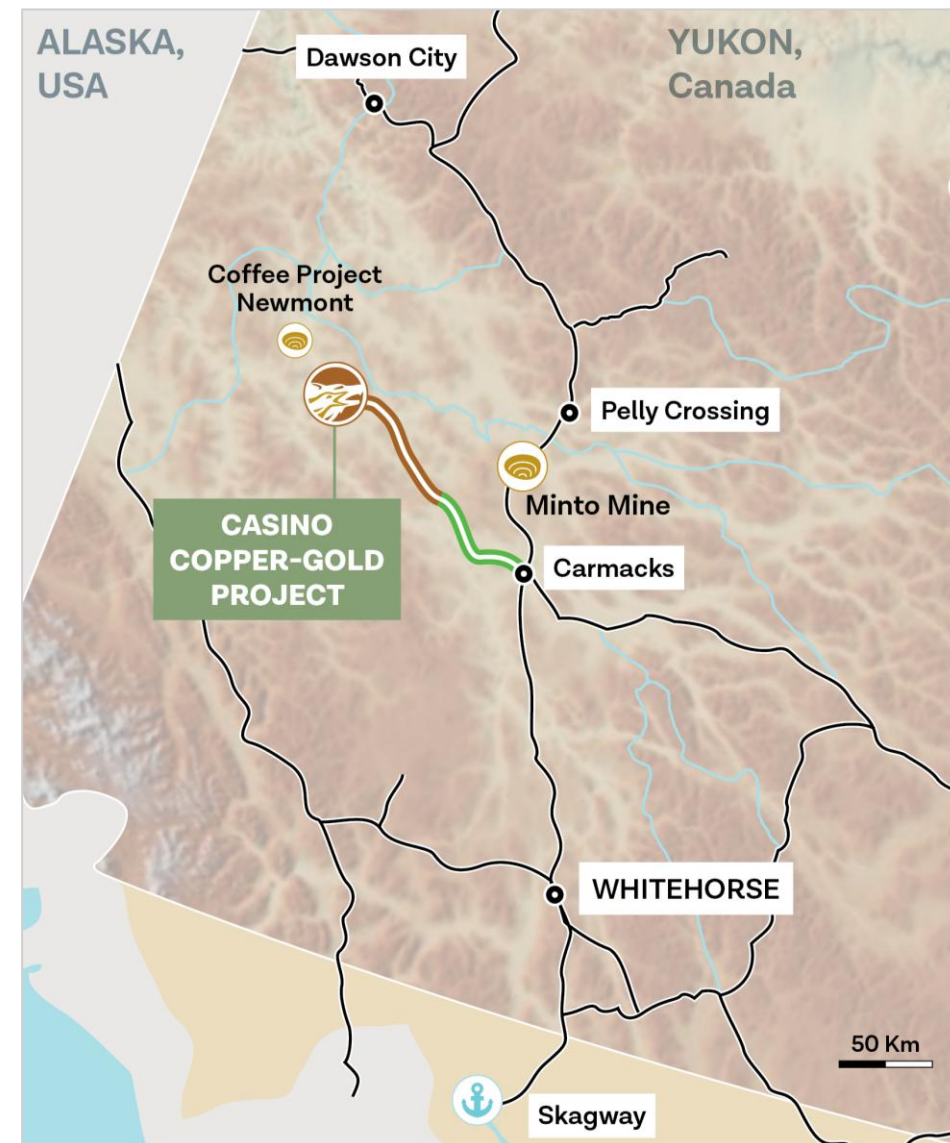 ALASKA,
USA
YUKON,
Canada
Dawson City
Coffee Project
Newmont
Pelly Crossing
Minto Mine
CASINO
COPPER-GOLD
PROJECT
Carmacks
WHITEHORSE
50 Km
Skagway